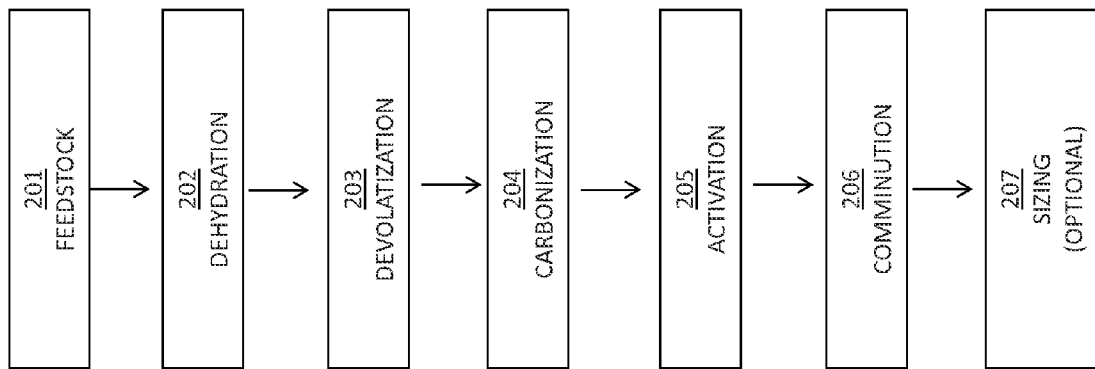 201
FEEDSTOCK
202
DEHYDRATION
203
DEVOLATIZATION
204
CARBONIZATION
205
ACTIVATION
206
COMMINUTION
207
SIZING
(OPTIONAL)